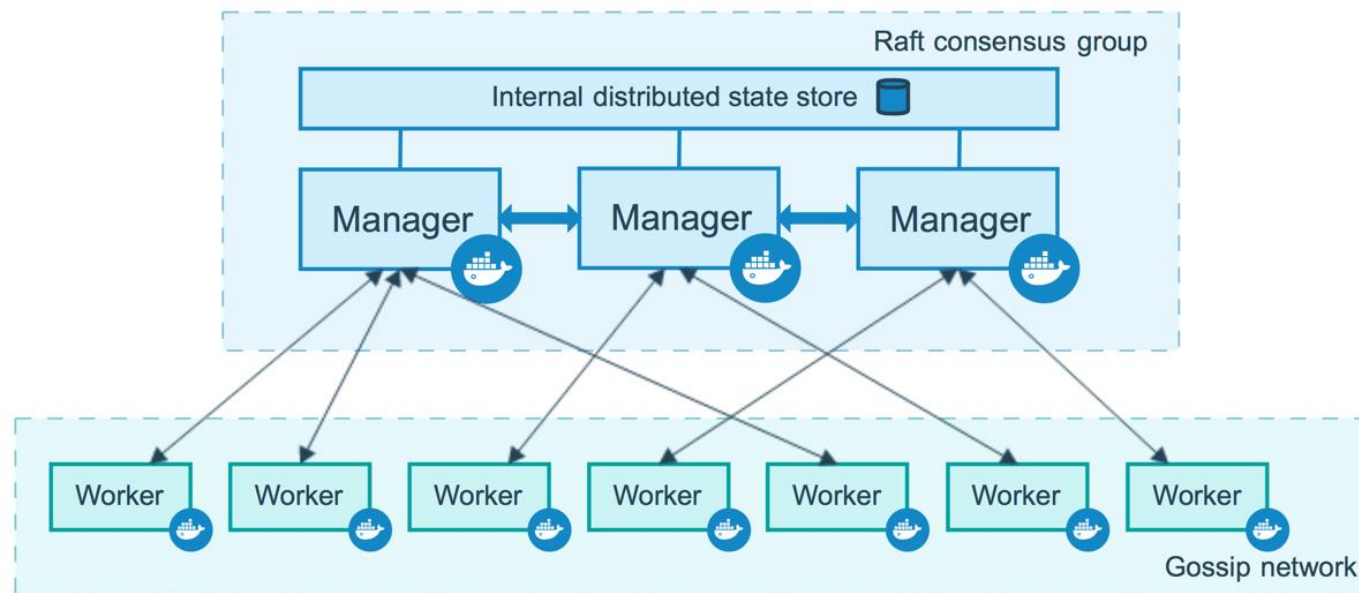 Raft consensus group
Internal distributed state store
Manager
Manager
Manager
Worker
Worker
Worker
Worker
Worker
Worker
Worker
Gossip network